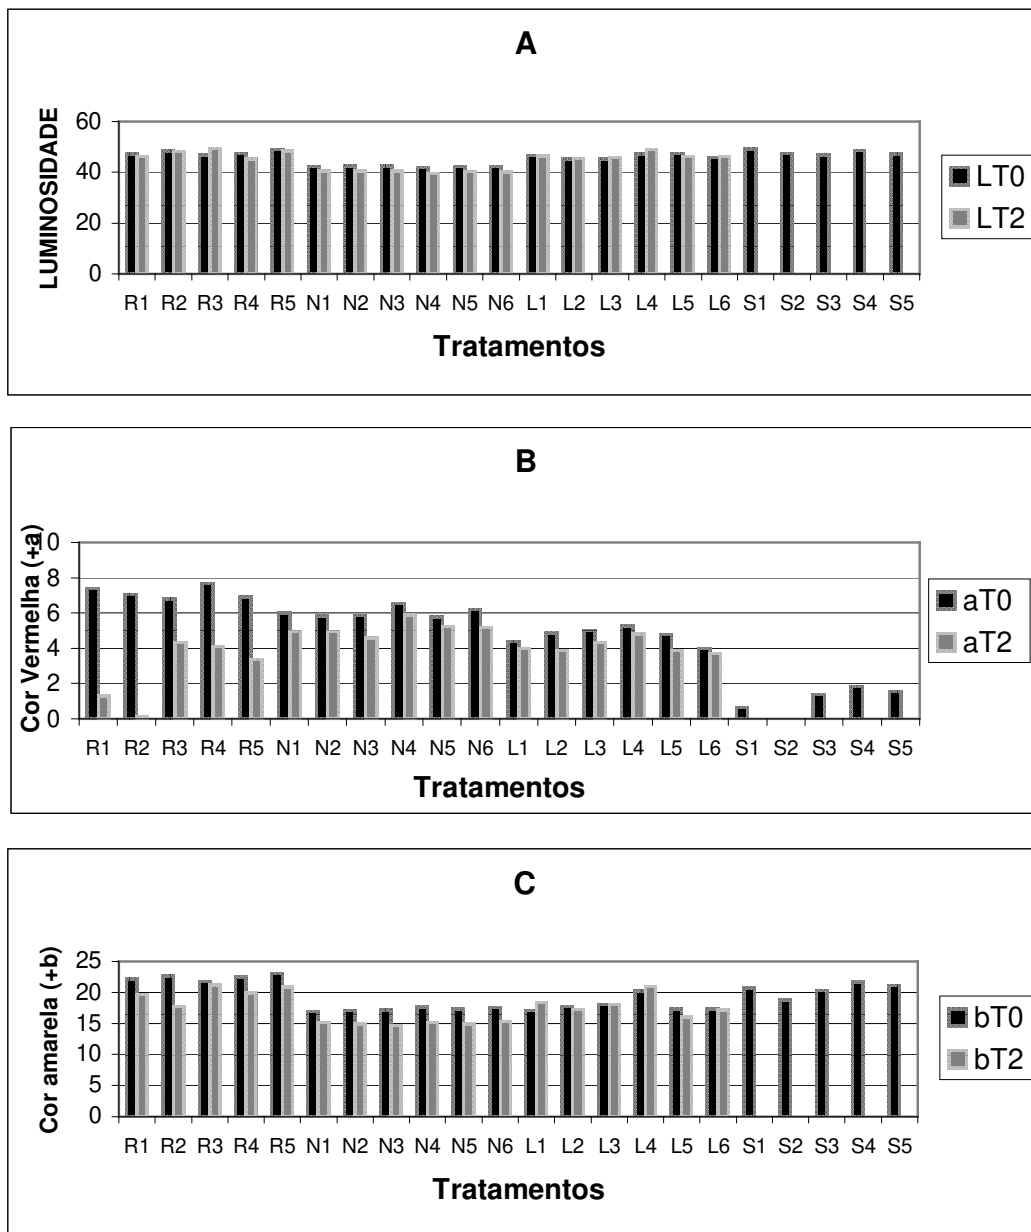 A
LUMINOSIDADE
60
40
20
0
R1 R2 R3 R4 R5 N1 N2 N3 N4 N5 N6 L1 L2 L3 L4 L5 L6 S1 S2 S3 S4 S5
Tratamentos
LT0
LT2
B
Cor Vermelha (+a)
10
8
6
4
2
0
R1 R2 R3 R4 R5 N1 N2 N3 N4 N5 N6 L1 L2 L3 L4 L5 L6 S1 S2 S3 S4 S5
Tratamentos
aT0
aT2
C
Cor amarela (+b)
25
20
15
10
5
0
R1 R2 R3 R4 R5 N1 N2 N3 N4 N5 N6 L1 L2 L3 L4 L5 L6 S1 S2 S3 S4 S5
Tratamentos
bT0
bT2